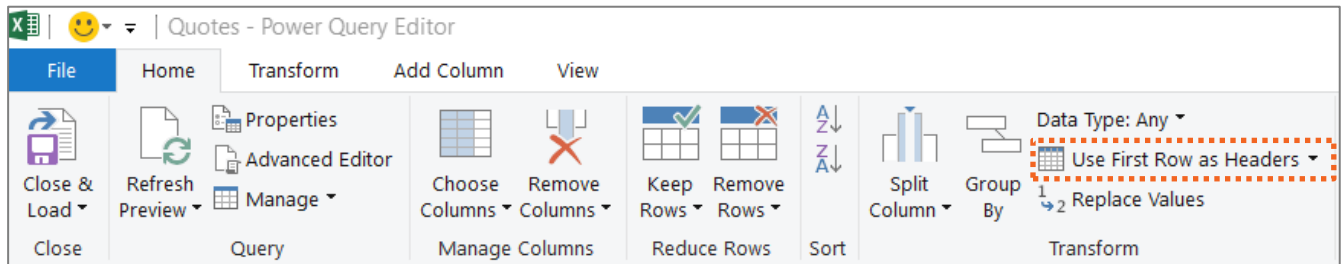 Quotes - Power Query Editor
File Home Transform Add Column View
Close & Load
Refresh Preview
Properties
Advanced Editor
Manage
Choose Columns
Remove Columns
Keep Rows
Remove Rows
A Z
Z A
Split Column
Group By
Data Type: Any
Use First Row as Headers
1 2 Replace Values
Close Query Manage Columns Reduce Rows Sort Transform